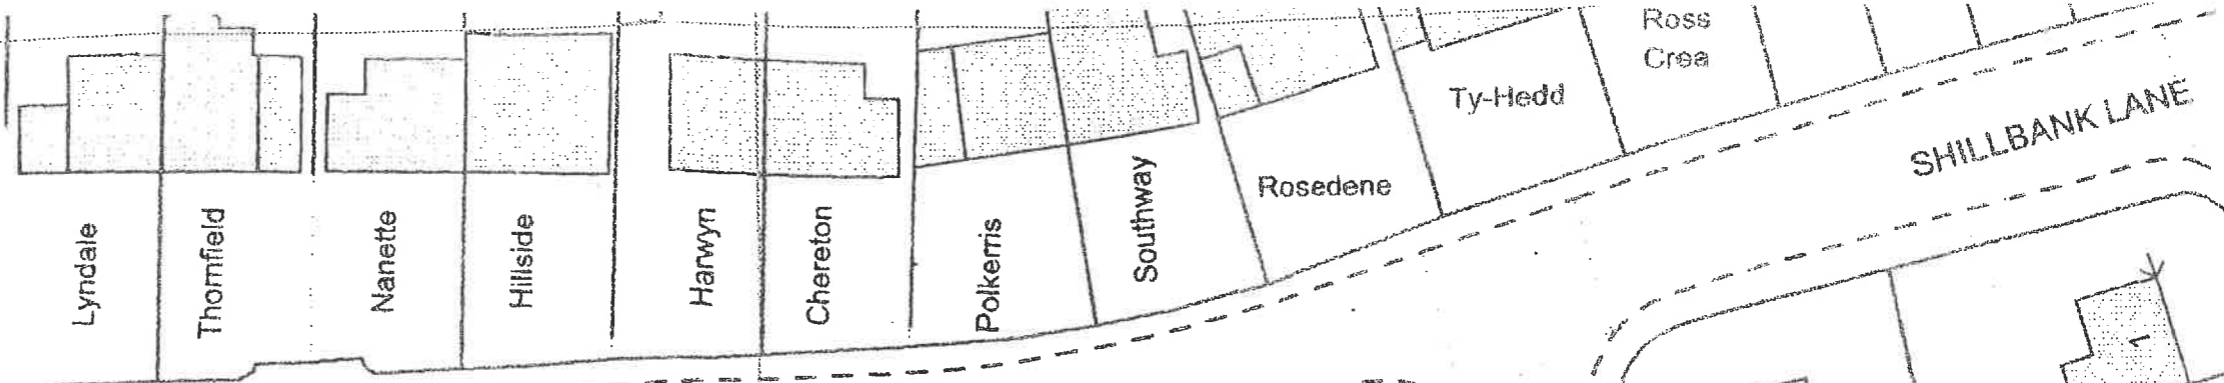 Lyndale
Thornfield
Nanette
Hillside
Harwyn
Chereton
Polkerris
Southway
Rosedene
Ty-Hedd
Ross
Crea
SHILLBANK LANE
1